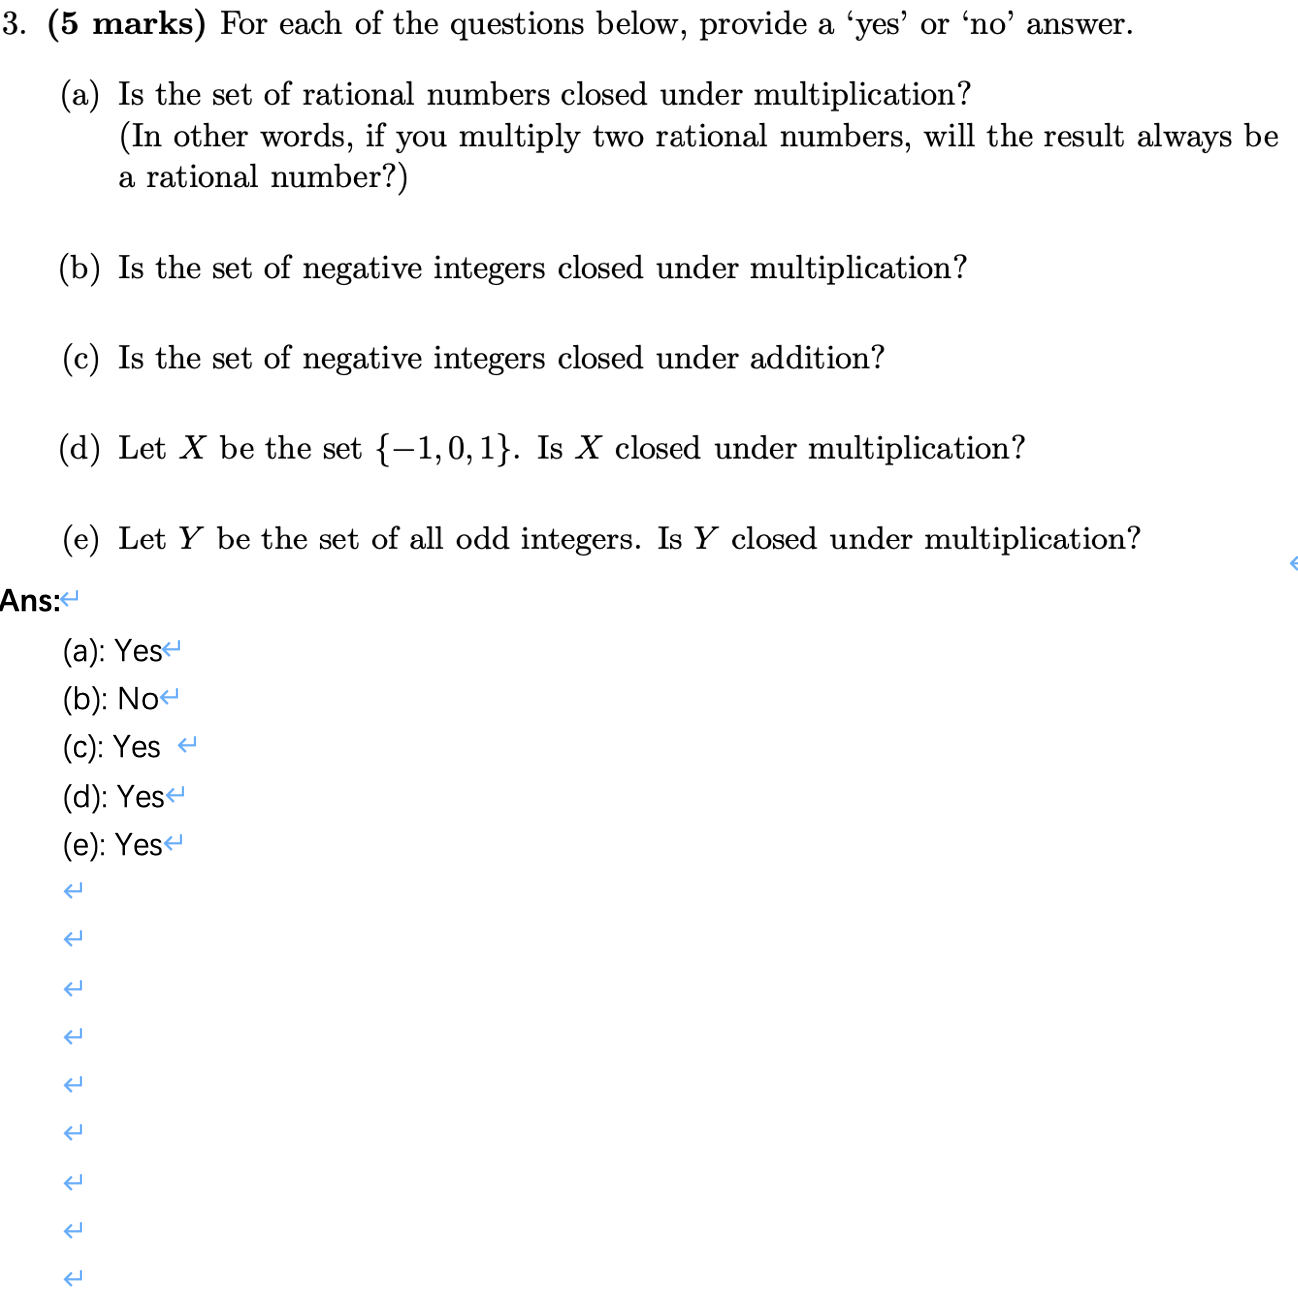 3. (5 marks) For each of the questions below, provide a ‘yes’ or ‘no’ answer.
(a) Is the set of rational numbers closed under multiplication?
(In other words, if you multiply two rational numbers, will the result always be
a rational number?)
(b) Is the set of negative integers closed under multiplication?
(c) Is the set of negative integers closed under addition?
(d) Let X be the set {−1, 0, 1}. Is X closed under multiplication?
(e) Let Y be the set of all odd integers. Is Y closed under multiplication?
Ans:
(a): Yes
(b): No
(c): Yes
(d): Yes
(e): Yes